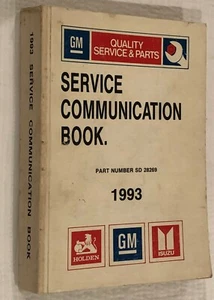 1993 SERVICE COMMUNICATION BOOK
GM
QUALITY
SERVICE & PARTS
SERVICE
COMMUNICATION
BOOK.
PART NUMBER SD 28269
1993
HOLDEN
GM
ISUZU